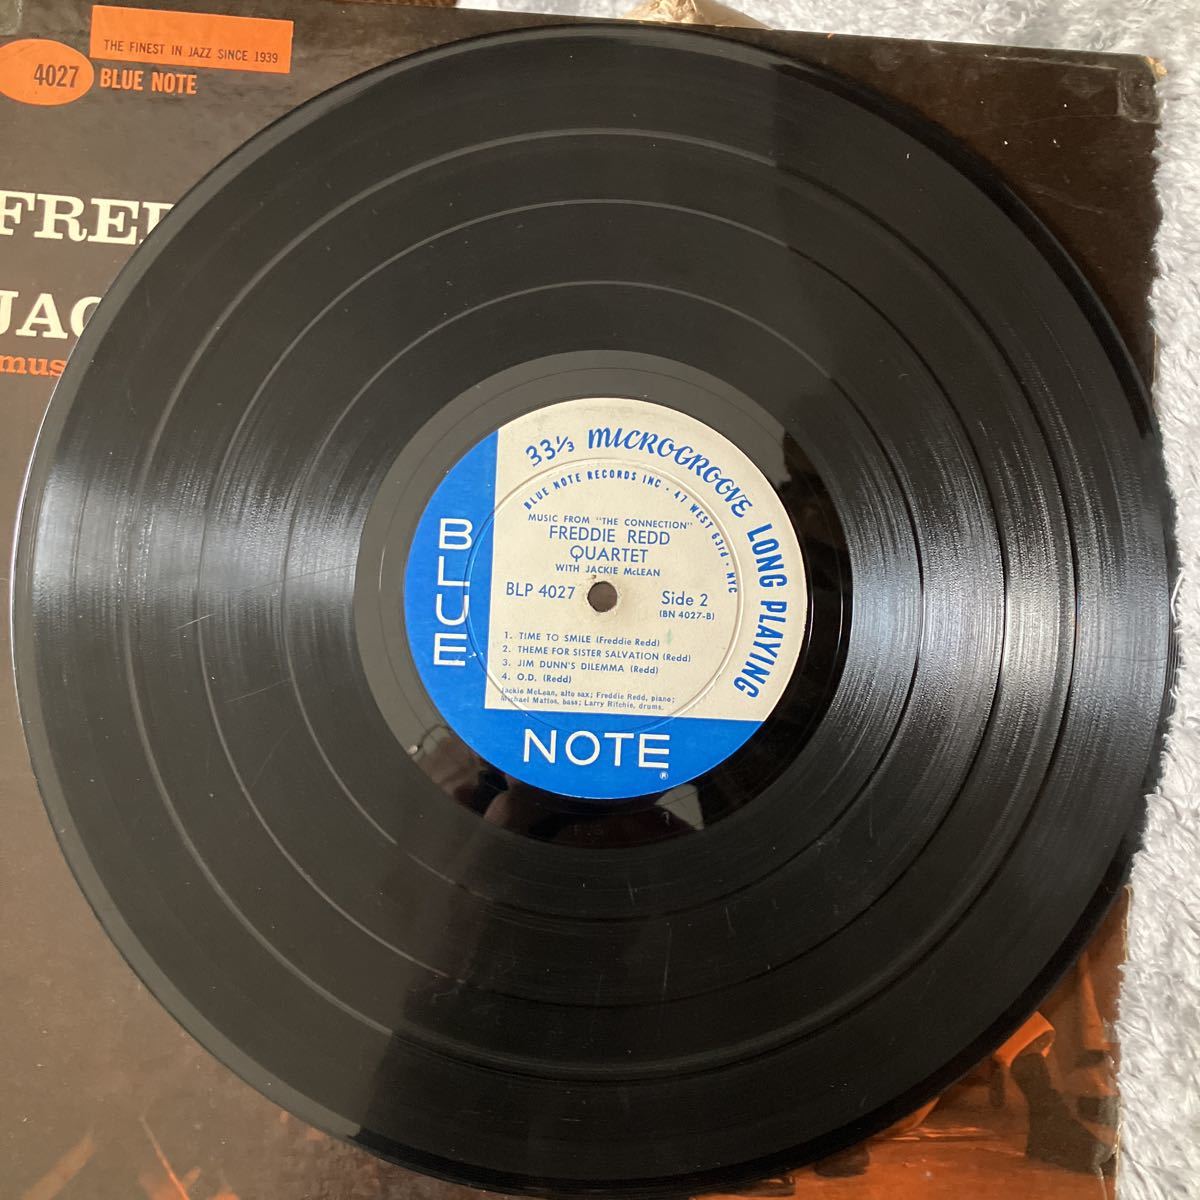 THE FINEST IN JAZZ SINCE 1939
4027 BLUE NOTE
FRED
JAC
mus
33⅓ MICROGROOVE LONG PLAYING
BLUE NOTE RECORDS INC · 47 WEST 63rd · NYC
MUSIC FROM "THE CONNECTION"
FREDDIE REDD
QUARTET
WITH JACKIE McLEAN
BLP 4027
Side 2
(BN 4027-B)
1. TIME TO SMILE (Freddie Redd)
2. THEME FOR SISTER SALVATION (Redd)
3. JIM DUNN'S DILEMMA (Redd)
4. O.D. (Redd)
Jackie McLean, alto sax; Freddie Redd, piano;
Michael Mattos, bass; Larry Ritchie, drums.
BLUE
NOTE
®